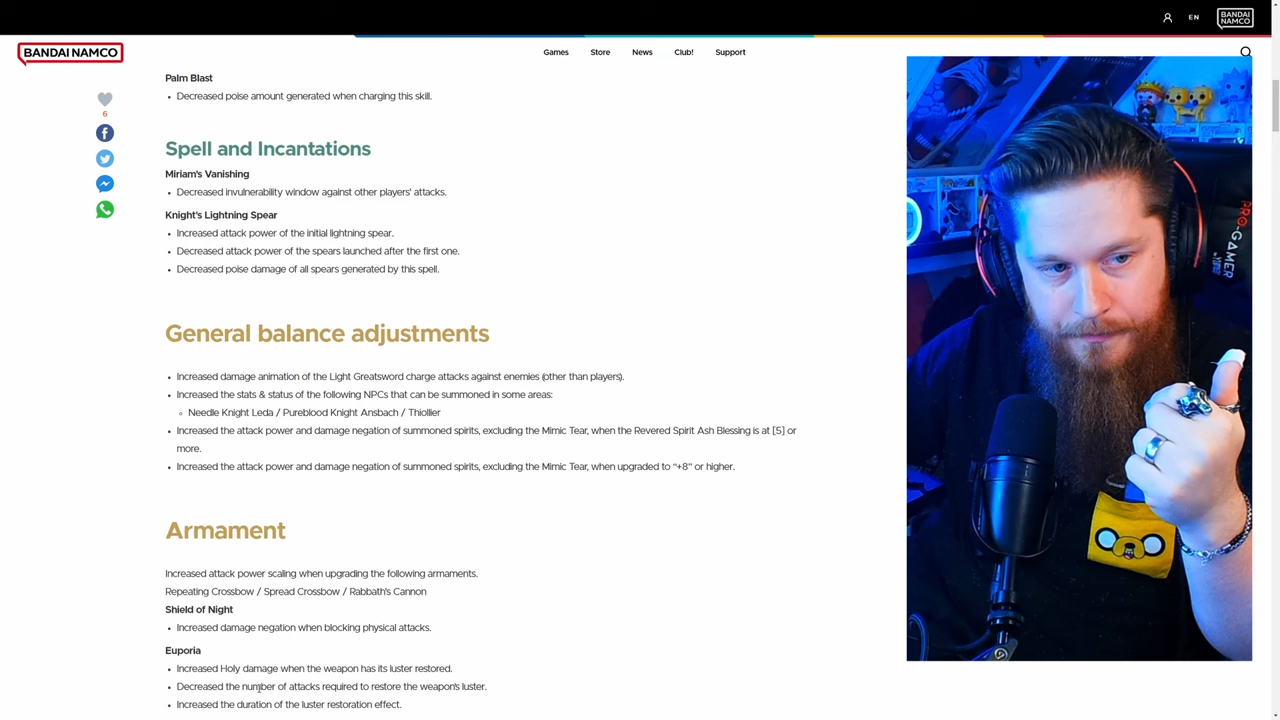 EN
BANDAI
NAMCO
BANDAI NAMCO
Games
Store
News
Club!
Support
Palm Blast
• Decreased poise amount generated when charging this skill.
6
Spell and Incantations
Miriam's Vanishing
• Decreased invulnerability window against other players' attacks.
Knight's Lightning Spear
• Increased attack power of the initial lightning spear.
• Decreased attack power of the spears launched after the first one.
• Decreased poise damage of all spears generated by this spell.
General balance adjustments
• Increased damage animation of the Light Greatsword charge attacks against enemies (other than players).
• Increased the stats & status of the following NPCs that can be summoned in some areas:
◦ Needle Knight Leda / Pureblood Knight Ansbach / Thiollier
• Increased the attack power and damage negation of summoned spirits, excluding the Mimic Tear, when the Revered Spirit Ash Blessing is at [5] or
more.
• Increased the attack power and damage negation of summoned spirits, excluding the Mimic Tear, when upgraded to "+8" or higher.
Armament
Increased attack power scaling when upgrading the following armaments.
Repeating Crossbow / Spread Crossbow / Rabbath's Cannon
Shield of Night
• Increased damage negation when blocking physical attacks.
Euporia
• Increased Holy damage when the weapon has its luster restored.
• Decreased the number of attacks required to restore the weapon's luster.
• Increased the duration of the luster restoration effect.
PRO-GAMER